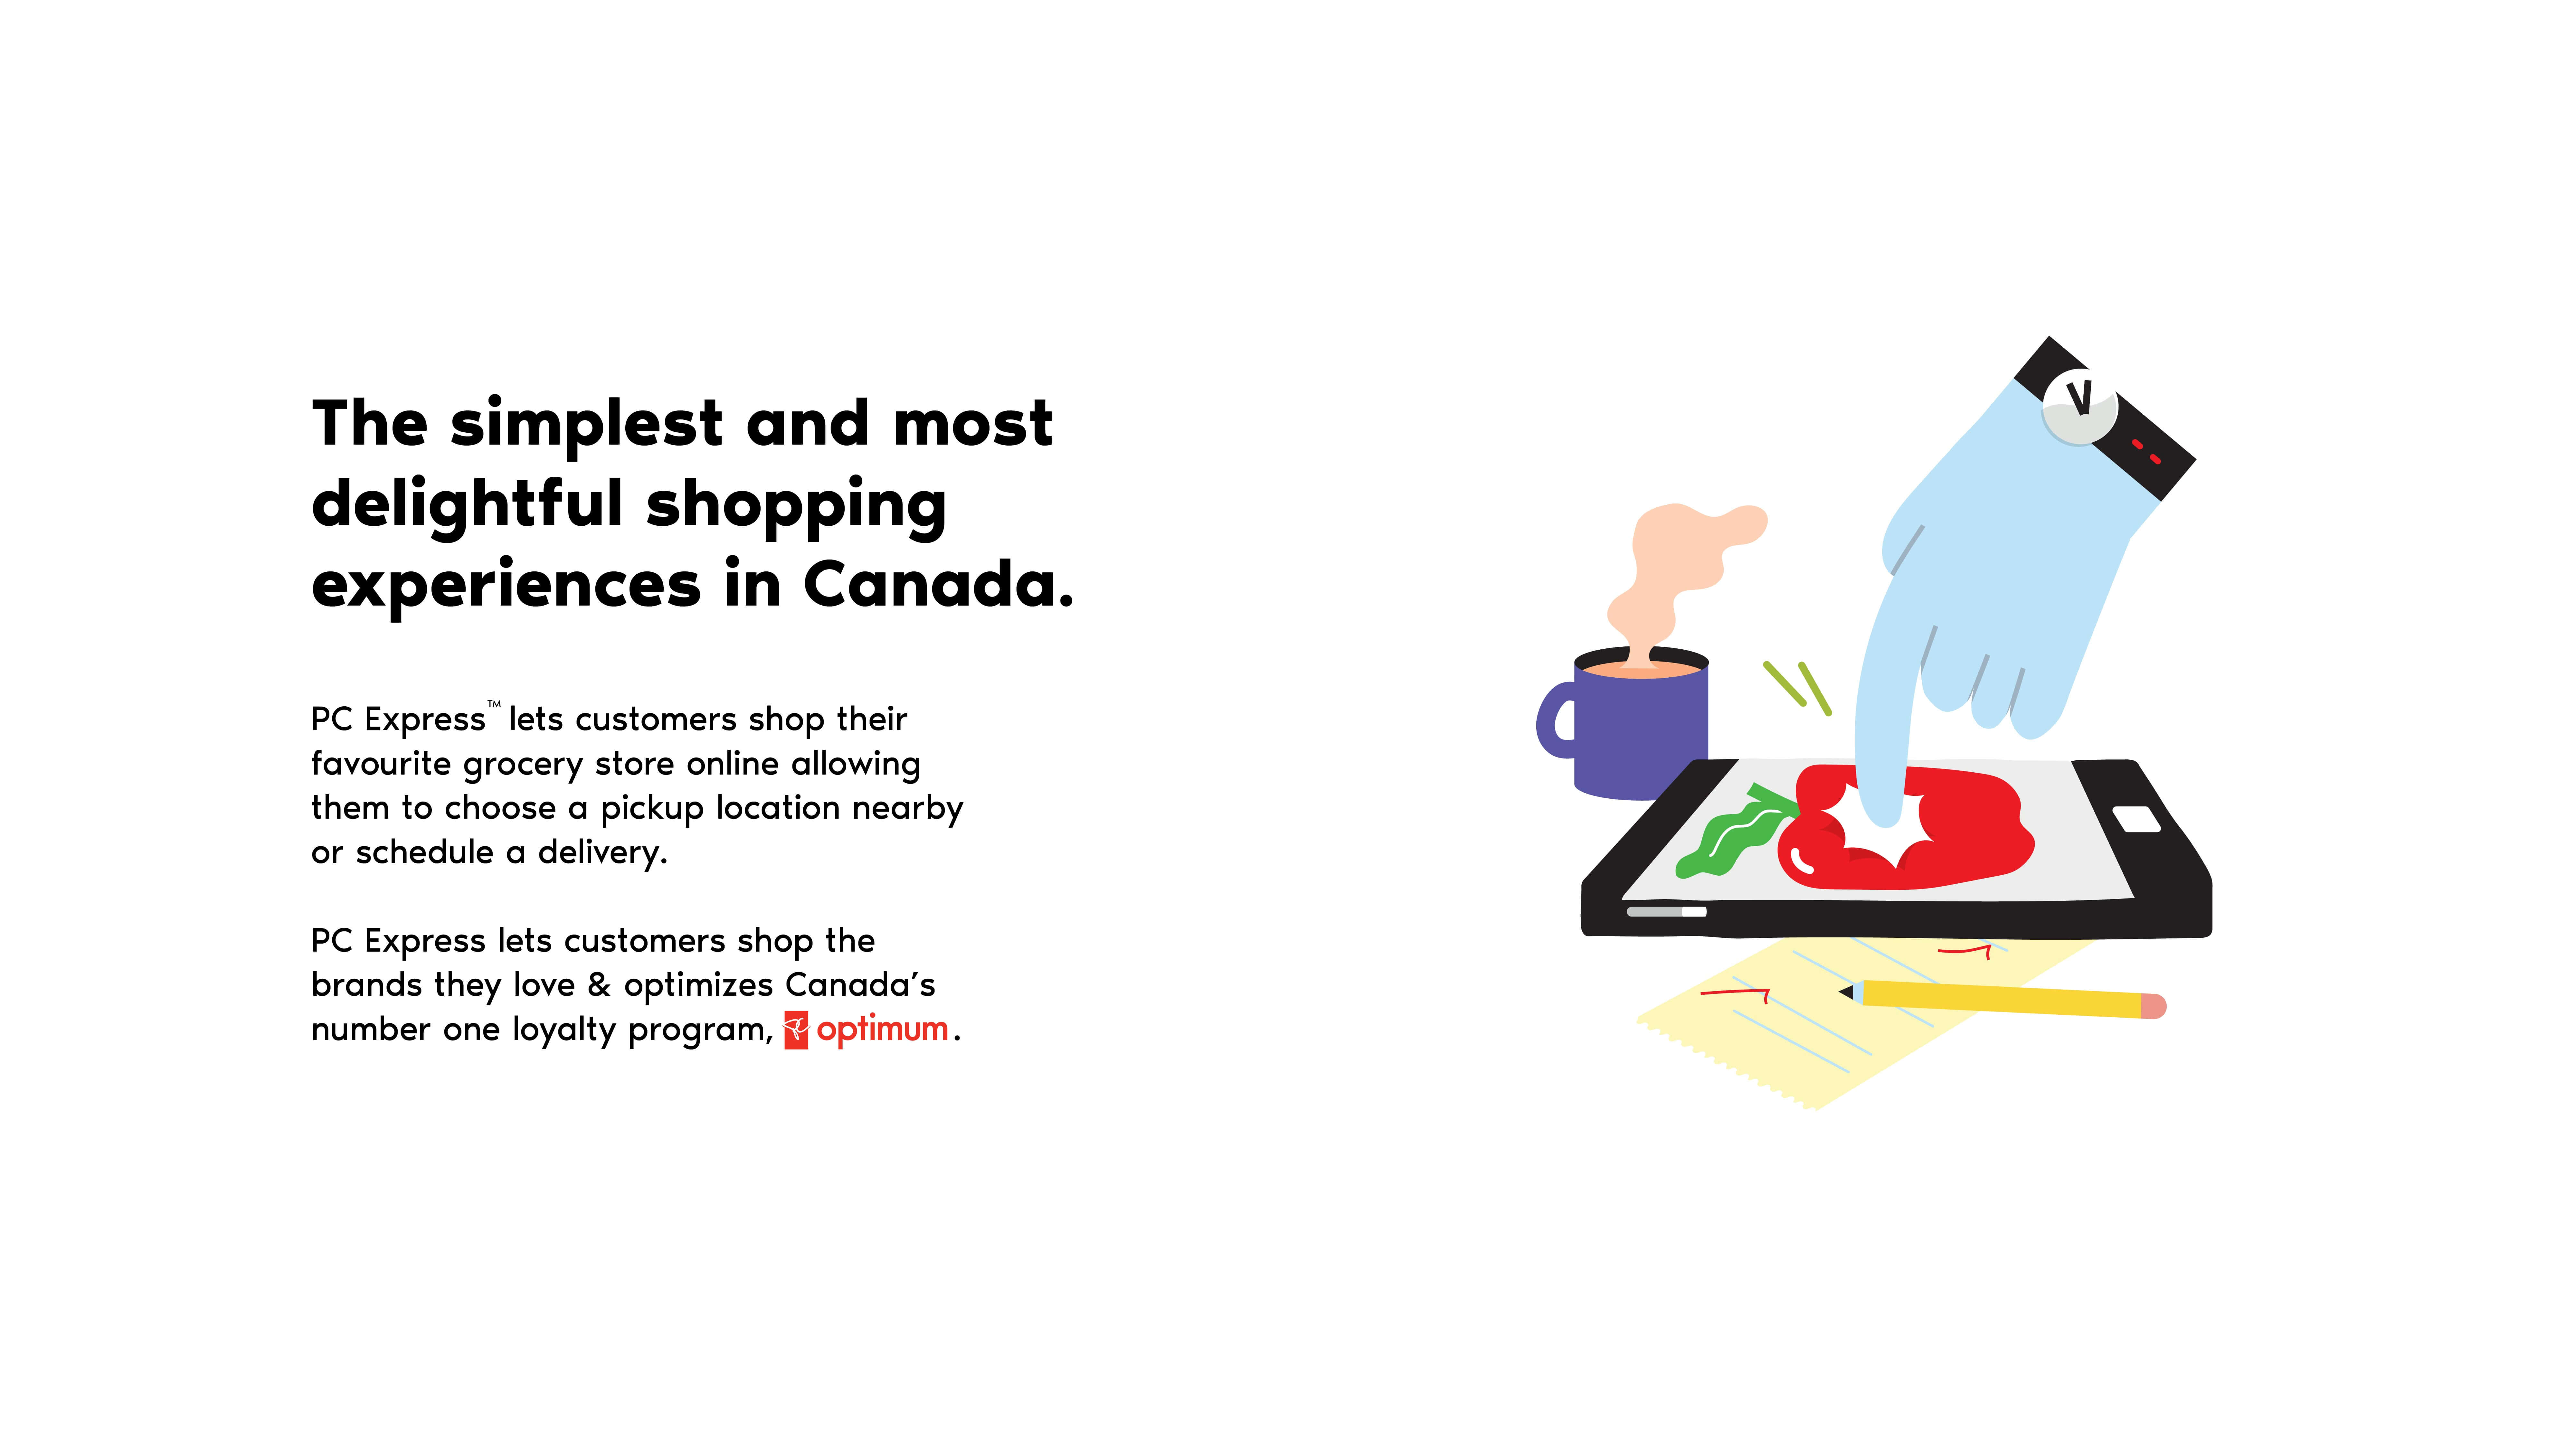 The simplest and most
delightful shopping
experiences in Canada.
PC Express™ lets customers shop their
favourite grocery store online allowing
them to choose a pickup location nearby
or schedule a delivery.
PC Express lets customers shop the
brands they love & optimizes Canada’s
number one loyalty program, PC optimum.